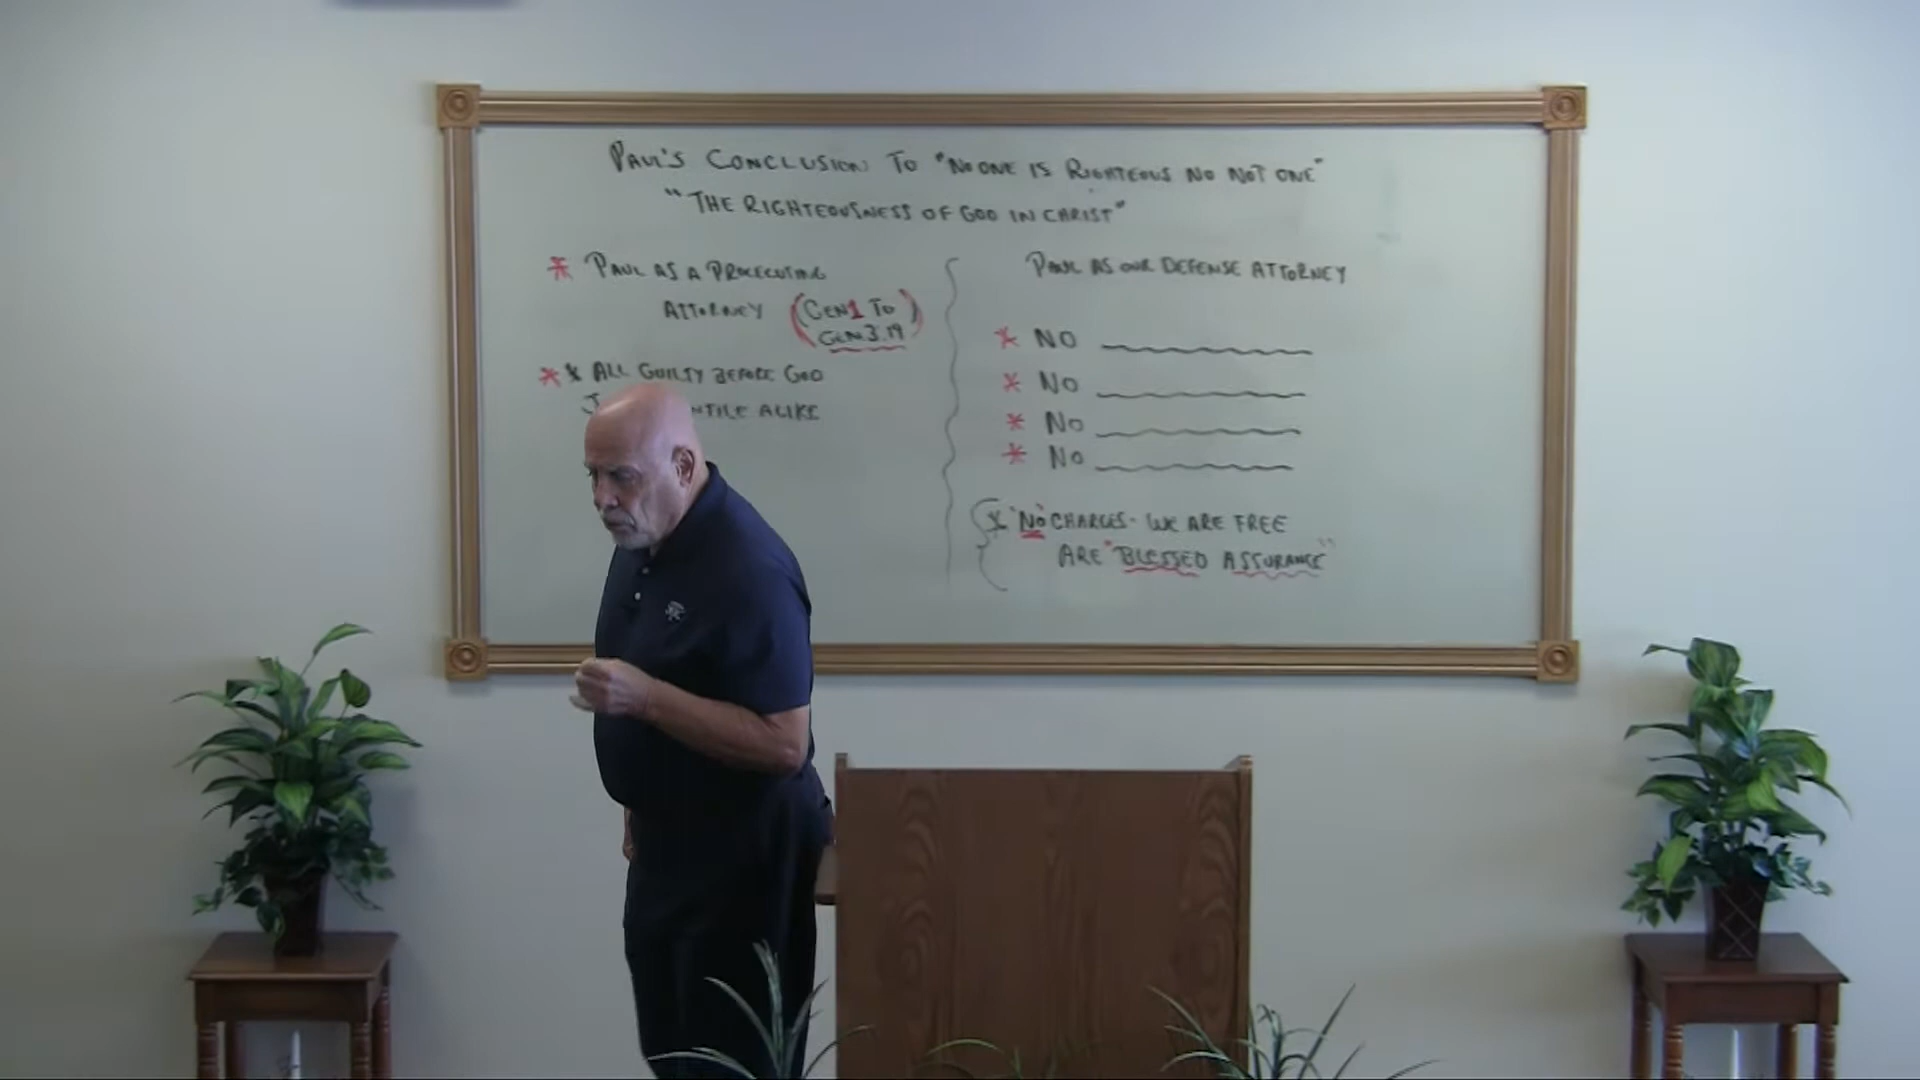 PAUL'S CONCLUSION TO "NO ONE IS RIGHTEOUS NO NOT ONE"
"THE RIGHTEOUSNESS OF GOD IN CHRIST"
* PAUL AS A PROCECUTING
ATTORNEY (GEN 1 TO
GEN 3.19)
* * ALL GUILTY BEFORE GOD
J NTILE ALIKE
PAUL AS OUR DEFENSE ATTORNEY
* NO
* NO
* NO
* NO
* "NO" CHARGES - WE ARE FREE
ARE "BLESSED ASSURANCE"